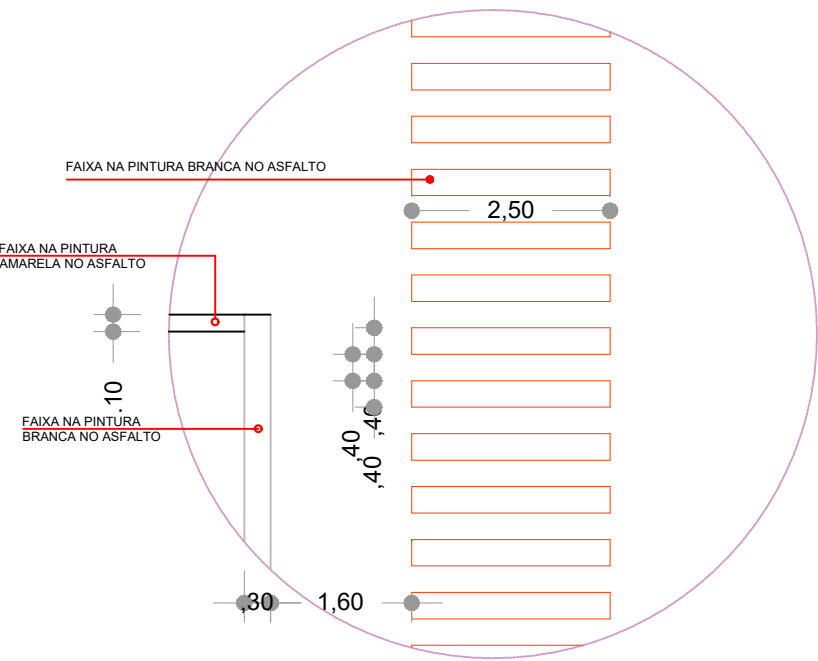 FAIXA NA PINTURA BRANCA NO ASFALTO
2,50
FAIXA NA PINTURA
AMARELA NO ASFALTO
.10
FAIXA NA PINTURA
BRANCA NO ASFALTO
,40
,40
,40
,30
1,60